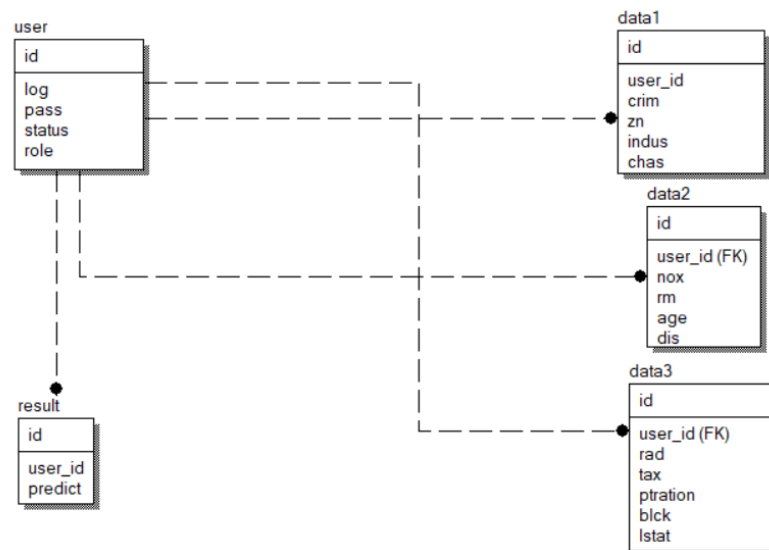 user
id
log
pass
status
role
data1
id
user_id
crim
zn
indus
chas
data2
id
user_id (FK)
nox
rm
age
dis
data3
id
user_id (FK)
rad
tax
ptration
blck
lstat
result
id
user_id
predict